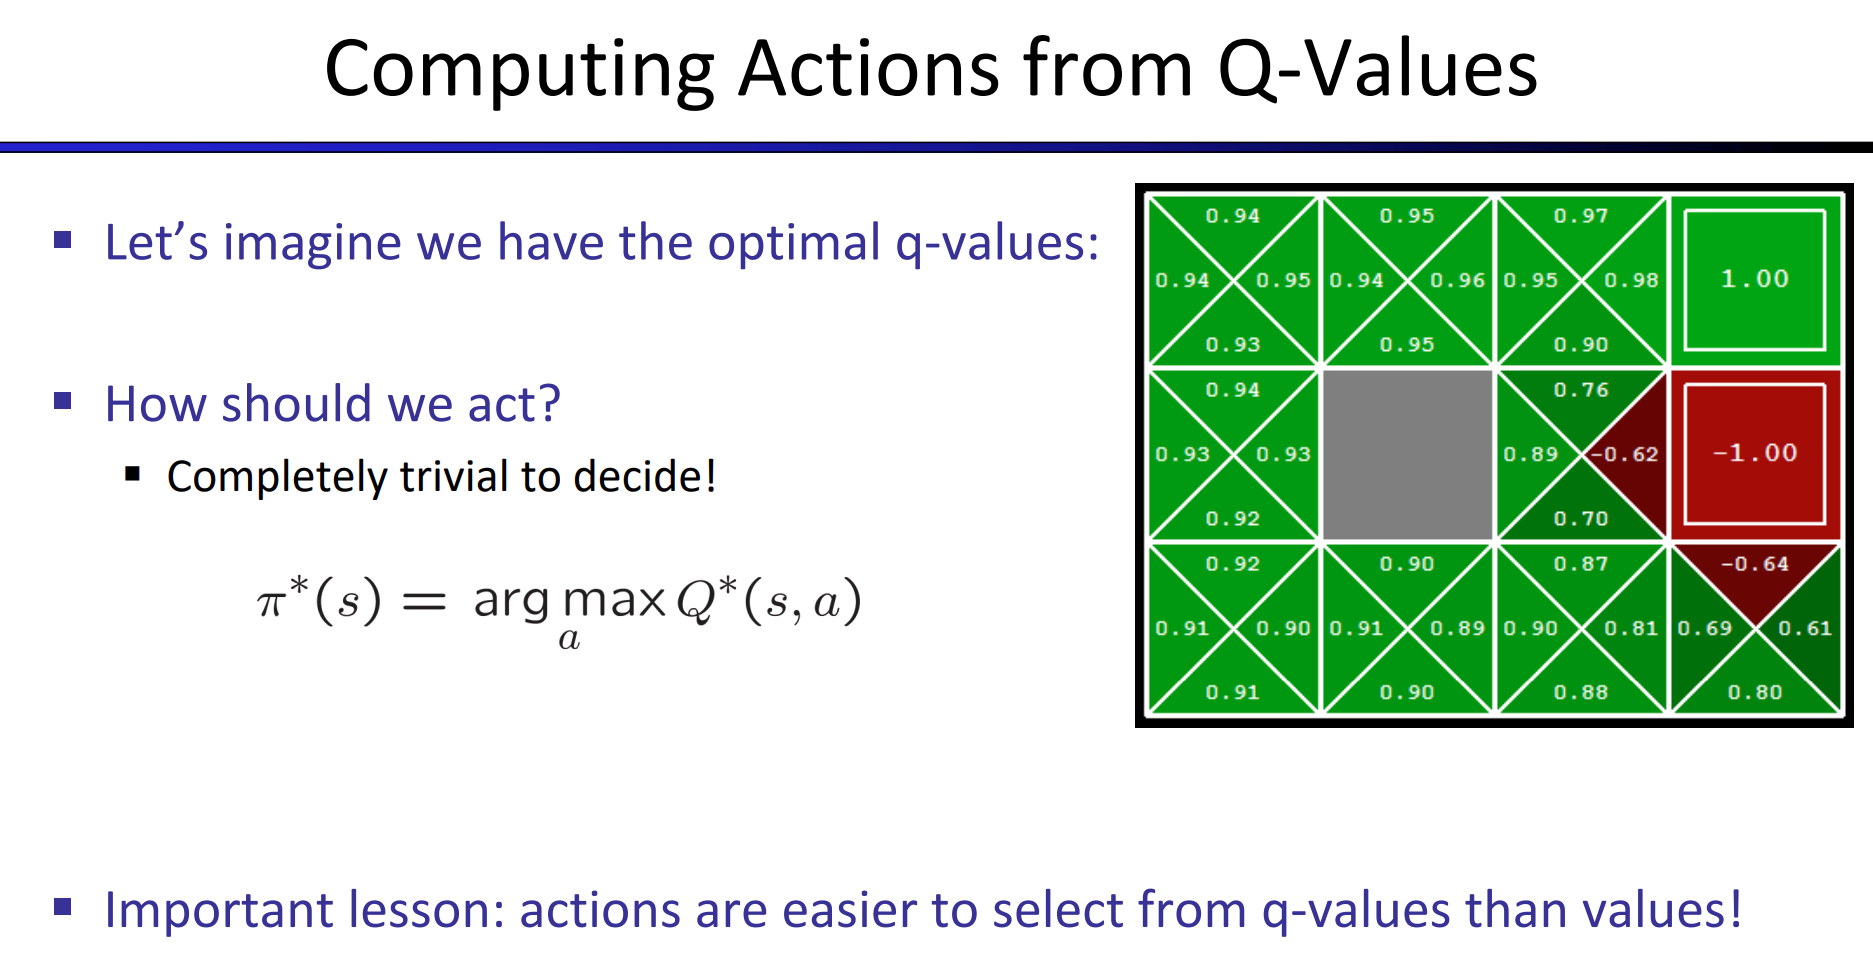 Computing Actions from Q-Values
▪ Let’s imagine we have the optimal q-values:
▪ How should we act?
▪ Completely trivial to decide!
π*(s) = arg max Q*(s, a)
a
▪ Important lesson: actions are easier to select from q-values than values!
0.94 0.95 0.97
0.94 0.95 0.94 0.96 0.95 0.98 1.00
0.93 0.95 0.90
0.94 0.76
0.93 0.93 0.89 -0.62 -1.00
0.92 0.70
0.92 0.90 0.87 -0.64
0.91 0.90 0.91 0.89 0.90 0.81 0.69 0.61
0.91 0.90 0.88 0.80